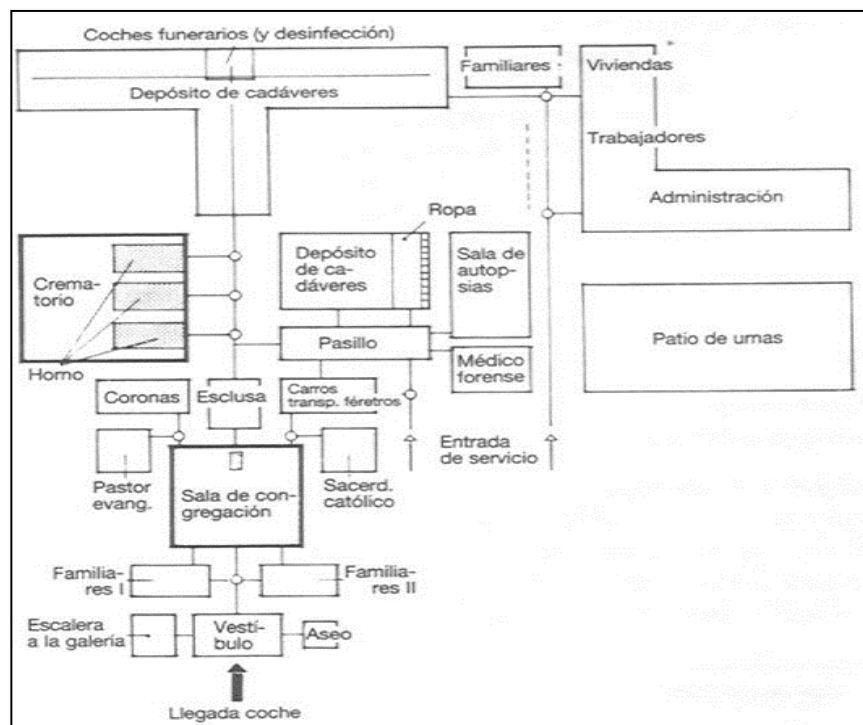 Coches funerarios (y desinfección)
Depósito de cadáveres
Familiares
Viviendas
Trabajadores
Administración
Ropa
Depósito
de ca-
dáveres
Sala de
autop-
sias
Crema-
torio
Horno
Pasillo
Médico
forense
Patio de urnas
Coronas
Esclusa
Carros
transp. féretros
Entrada
de servicio
Pastor
evang.
Sala de con-
gregación
Sacerd.
católico
Familia-
res I
Familia-
res II
Escalera
a la galería
Vestí-
bulo
Aseo
Llegada coche